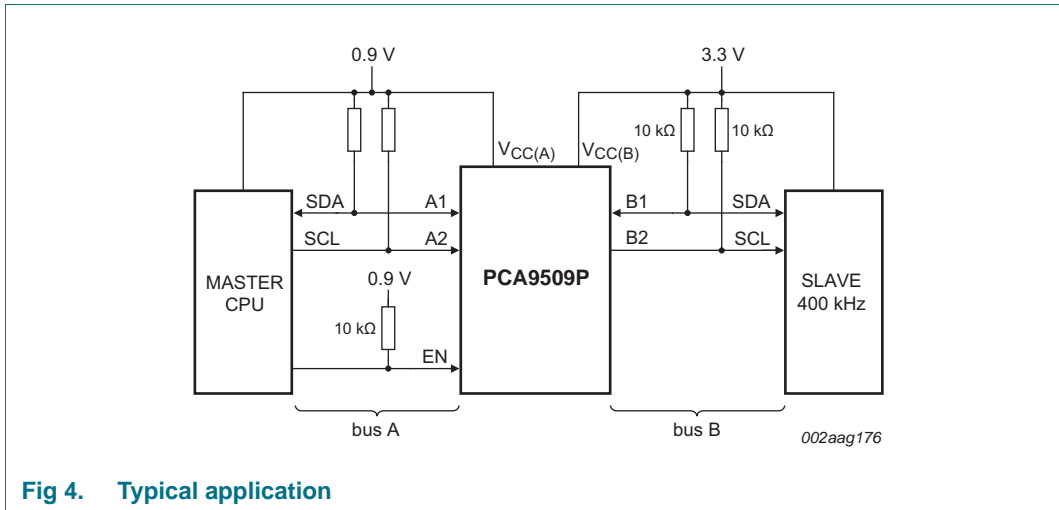 0.9 V
3.3 V
10 kΩ
10 kΩ
VCC(A)
VCC(B)
SDA
A1
B1
SDA
SCL
A2
B2
SCL
MASTER
CPU
0.9 V
PCA9509P
SLAVE
400 kHz
10 kΩ
EN
bus A
bus B
002aag176
Fig 4. Typical application